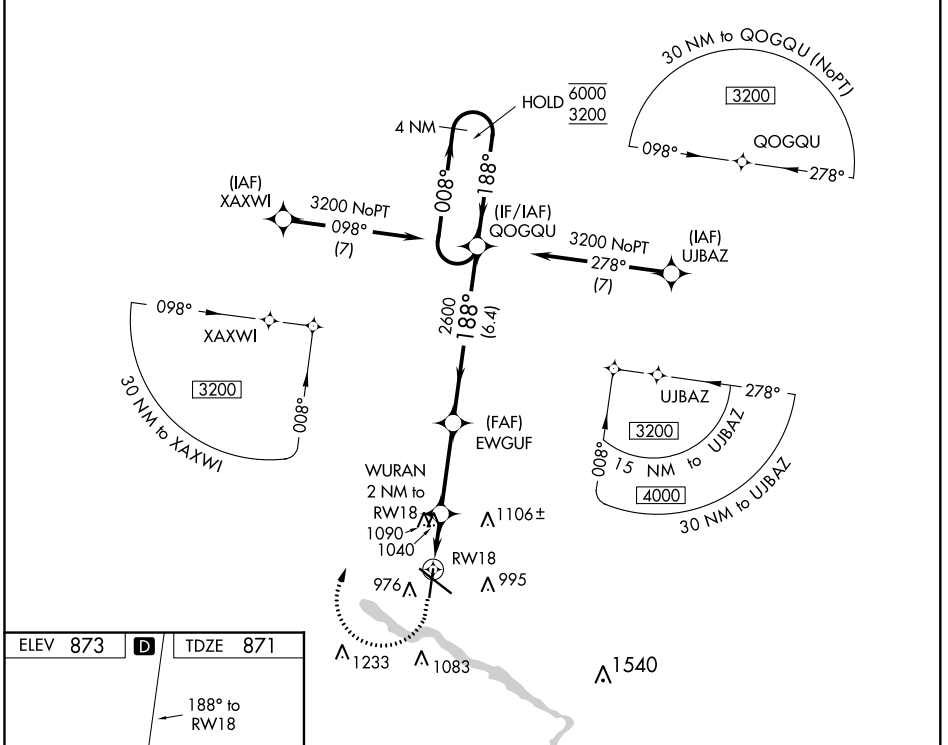 30 NM to QOGQU (NoPT)
3200
QOGQU
098°
278°
HOLD 6000
3200
4 NM
008°
188°
(IAF)
XAXWI
3200 NoPT
098°
(7)
(IF/IAF)
QOGQU
3200 NoPT
278°
(7)
(IAF)
UJBAZ
2600
188°
(6.4)
098°
XAXWI
3200
008°
30 NM to XAXWI
UJBAZ
278°
3200
008°
15 NM to UJBAZ
4000
30 NM to UJBAZ
(FAF)
EWGUF
WURAN
2 NM to
RW18
1090
1040
1106±
RW18
976
995
1233
1083
1540
ELEV 873 D TDZE 871
188° to
RW18